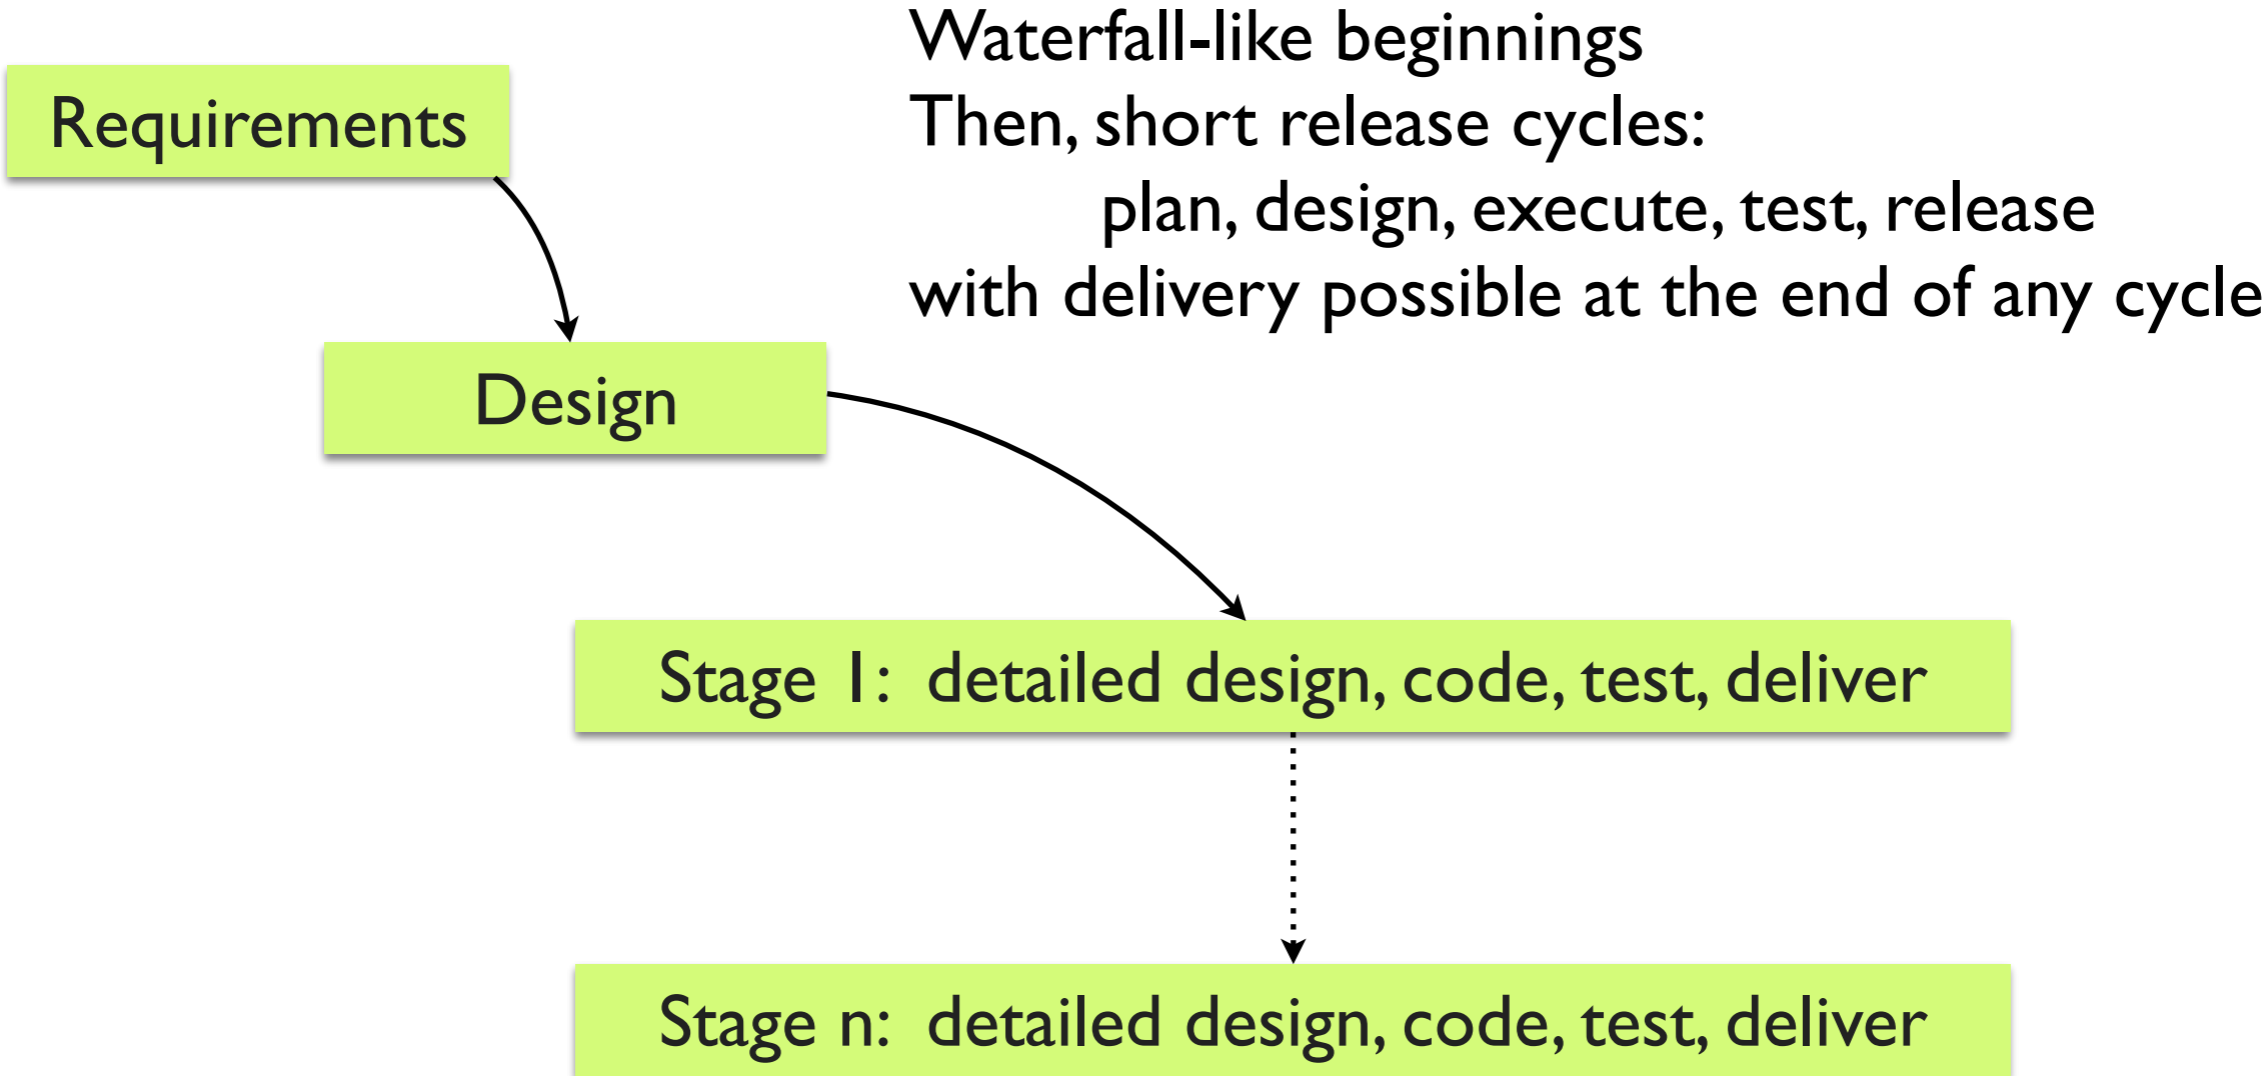 Waterfall-like beginnings
Requirements
Then, short release cycles:
plan, design, execute, test, release
with delivery possible at the end of any cycle
Design
Stage 1: detailed design, code, test, deliver
Stage n: detailed design, code, test, deliver